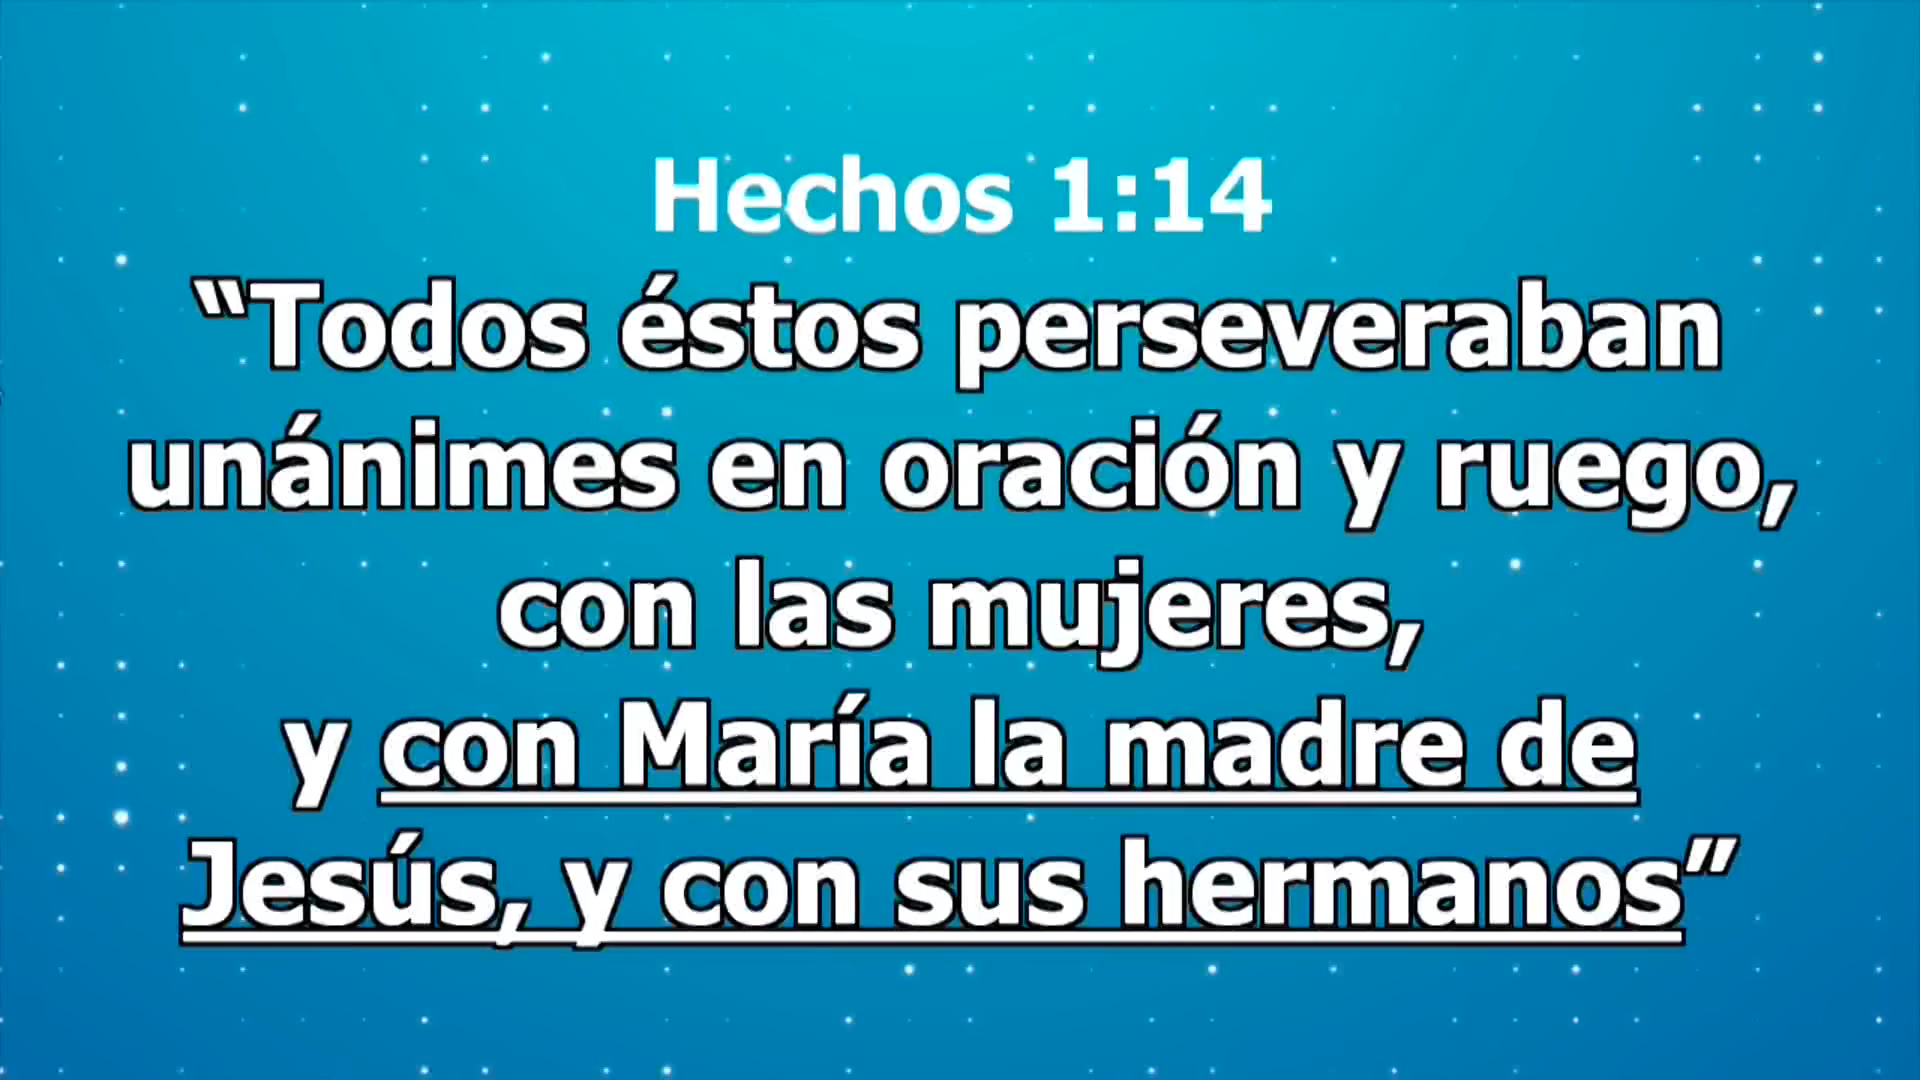 Hechos 1:14
“Todos éstos perseveraban
unánimes en oración y ruego,
con las mujeres,
y con María la madre de
Jesús, y con sus hermanos”